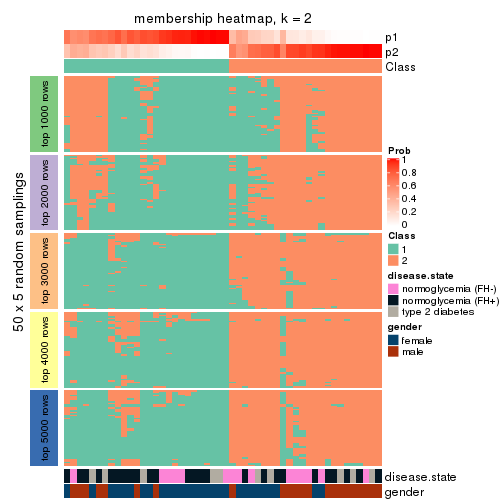 membership heatmap, k = 2
p1
p2
Class
50 x 5 random samplings
top 1000 rows
top 2000 rows
top 3000 rows
top 4000 rows
top 5000 rows
Prob
1
0.8
0.6
0.4
0.2
0
Class
1
2
disease.state
normoglycemia (FH-)
normoglycemia (FH+)
type 2 diabetes
gender
female
male
disease.state
gender